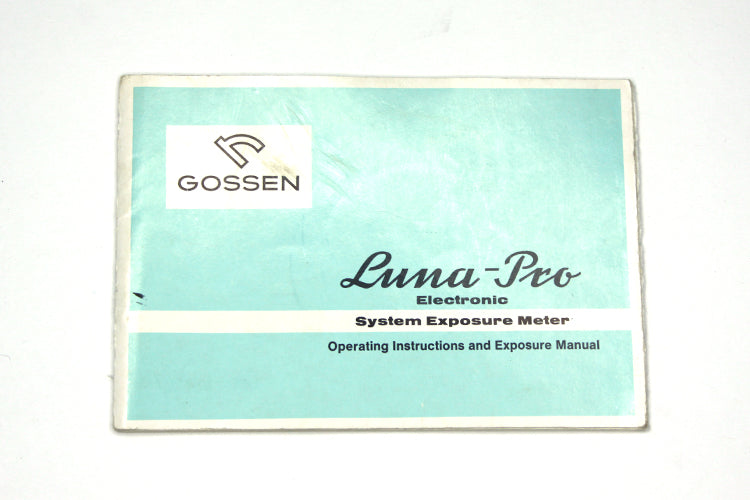 GOSSEN
Luna-Pro
Electronic
System Exposure Meter
Operating Instructions and Exposure Manual